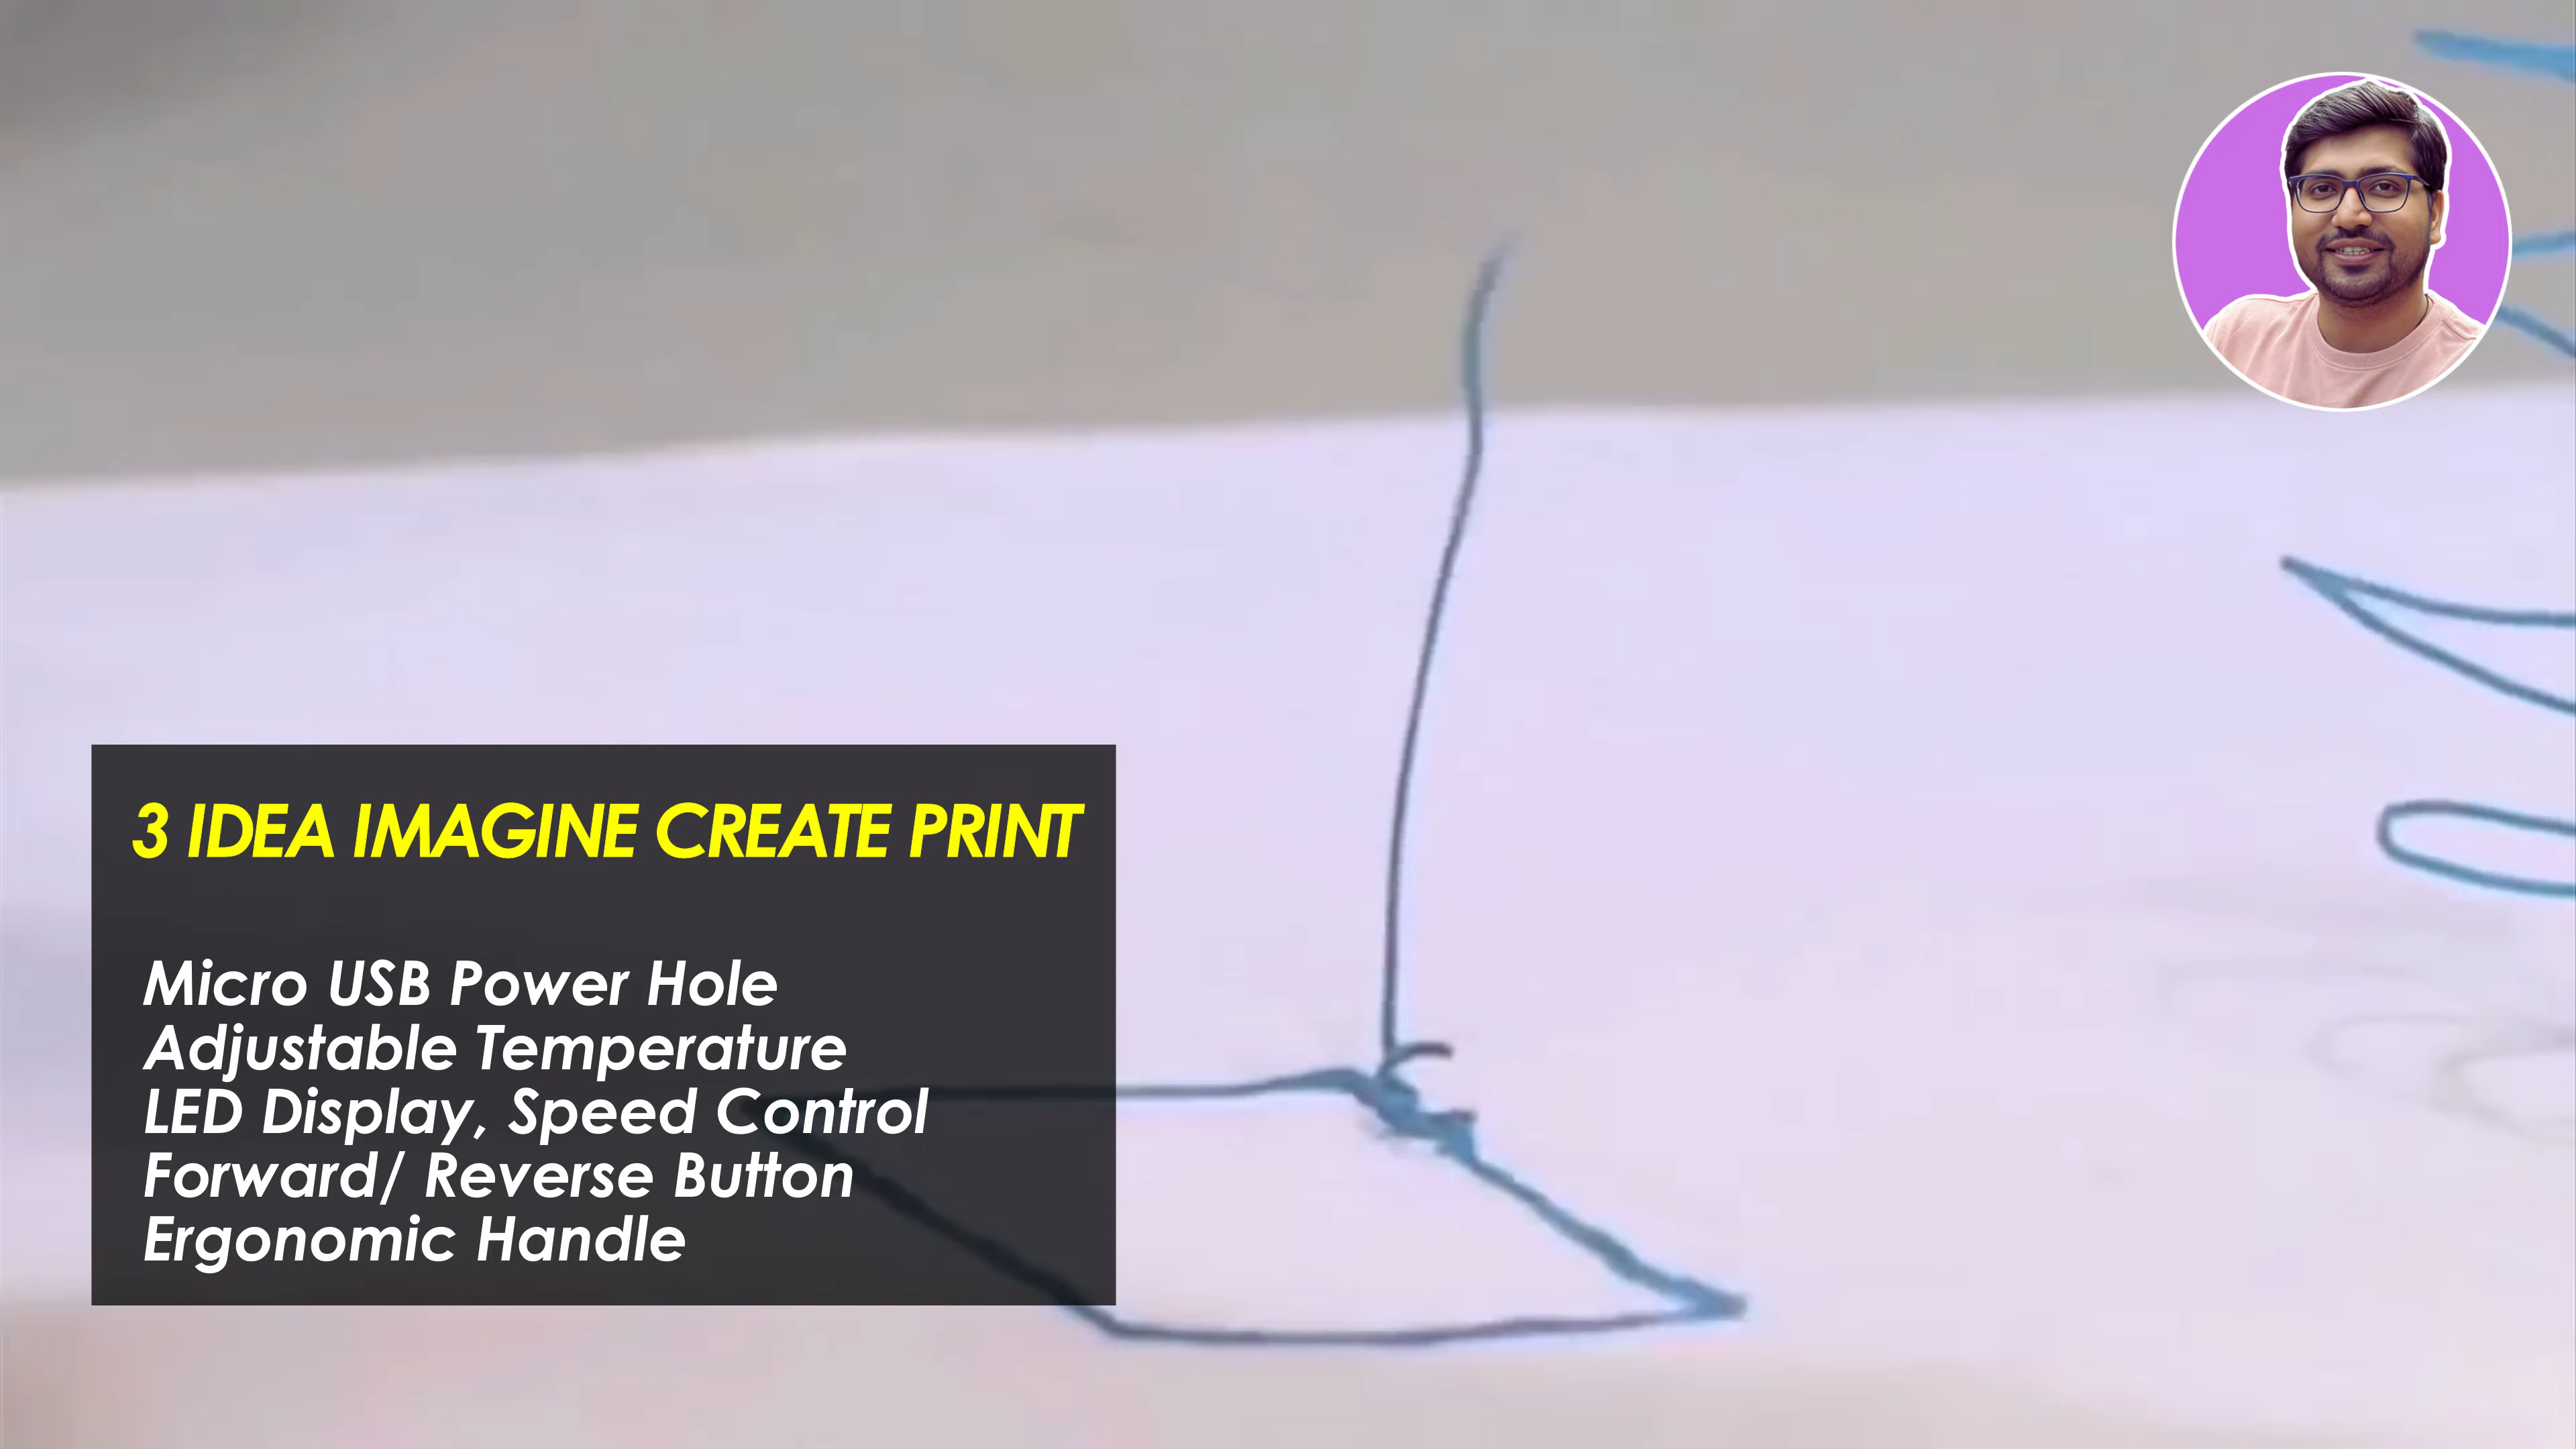 3 IDEA IMAGINE CREATE PRINT
Micro USB Power Hole
Adjustable Temperature
LED Display, Speed Control
Forward/ Reverse Button
Ergonomic Handle